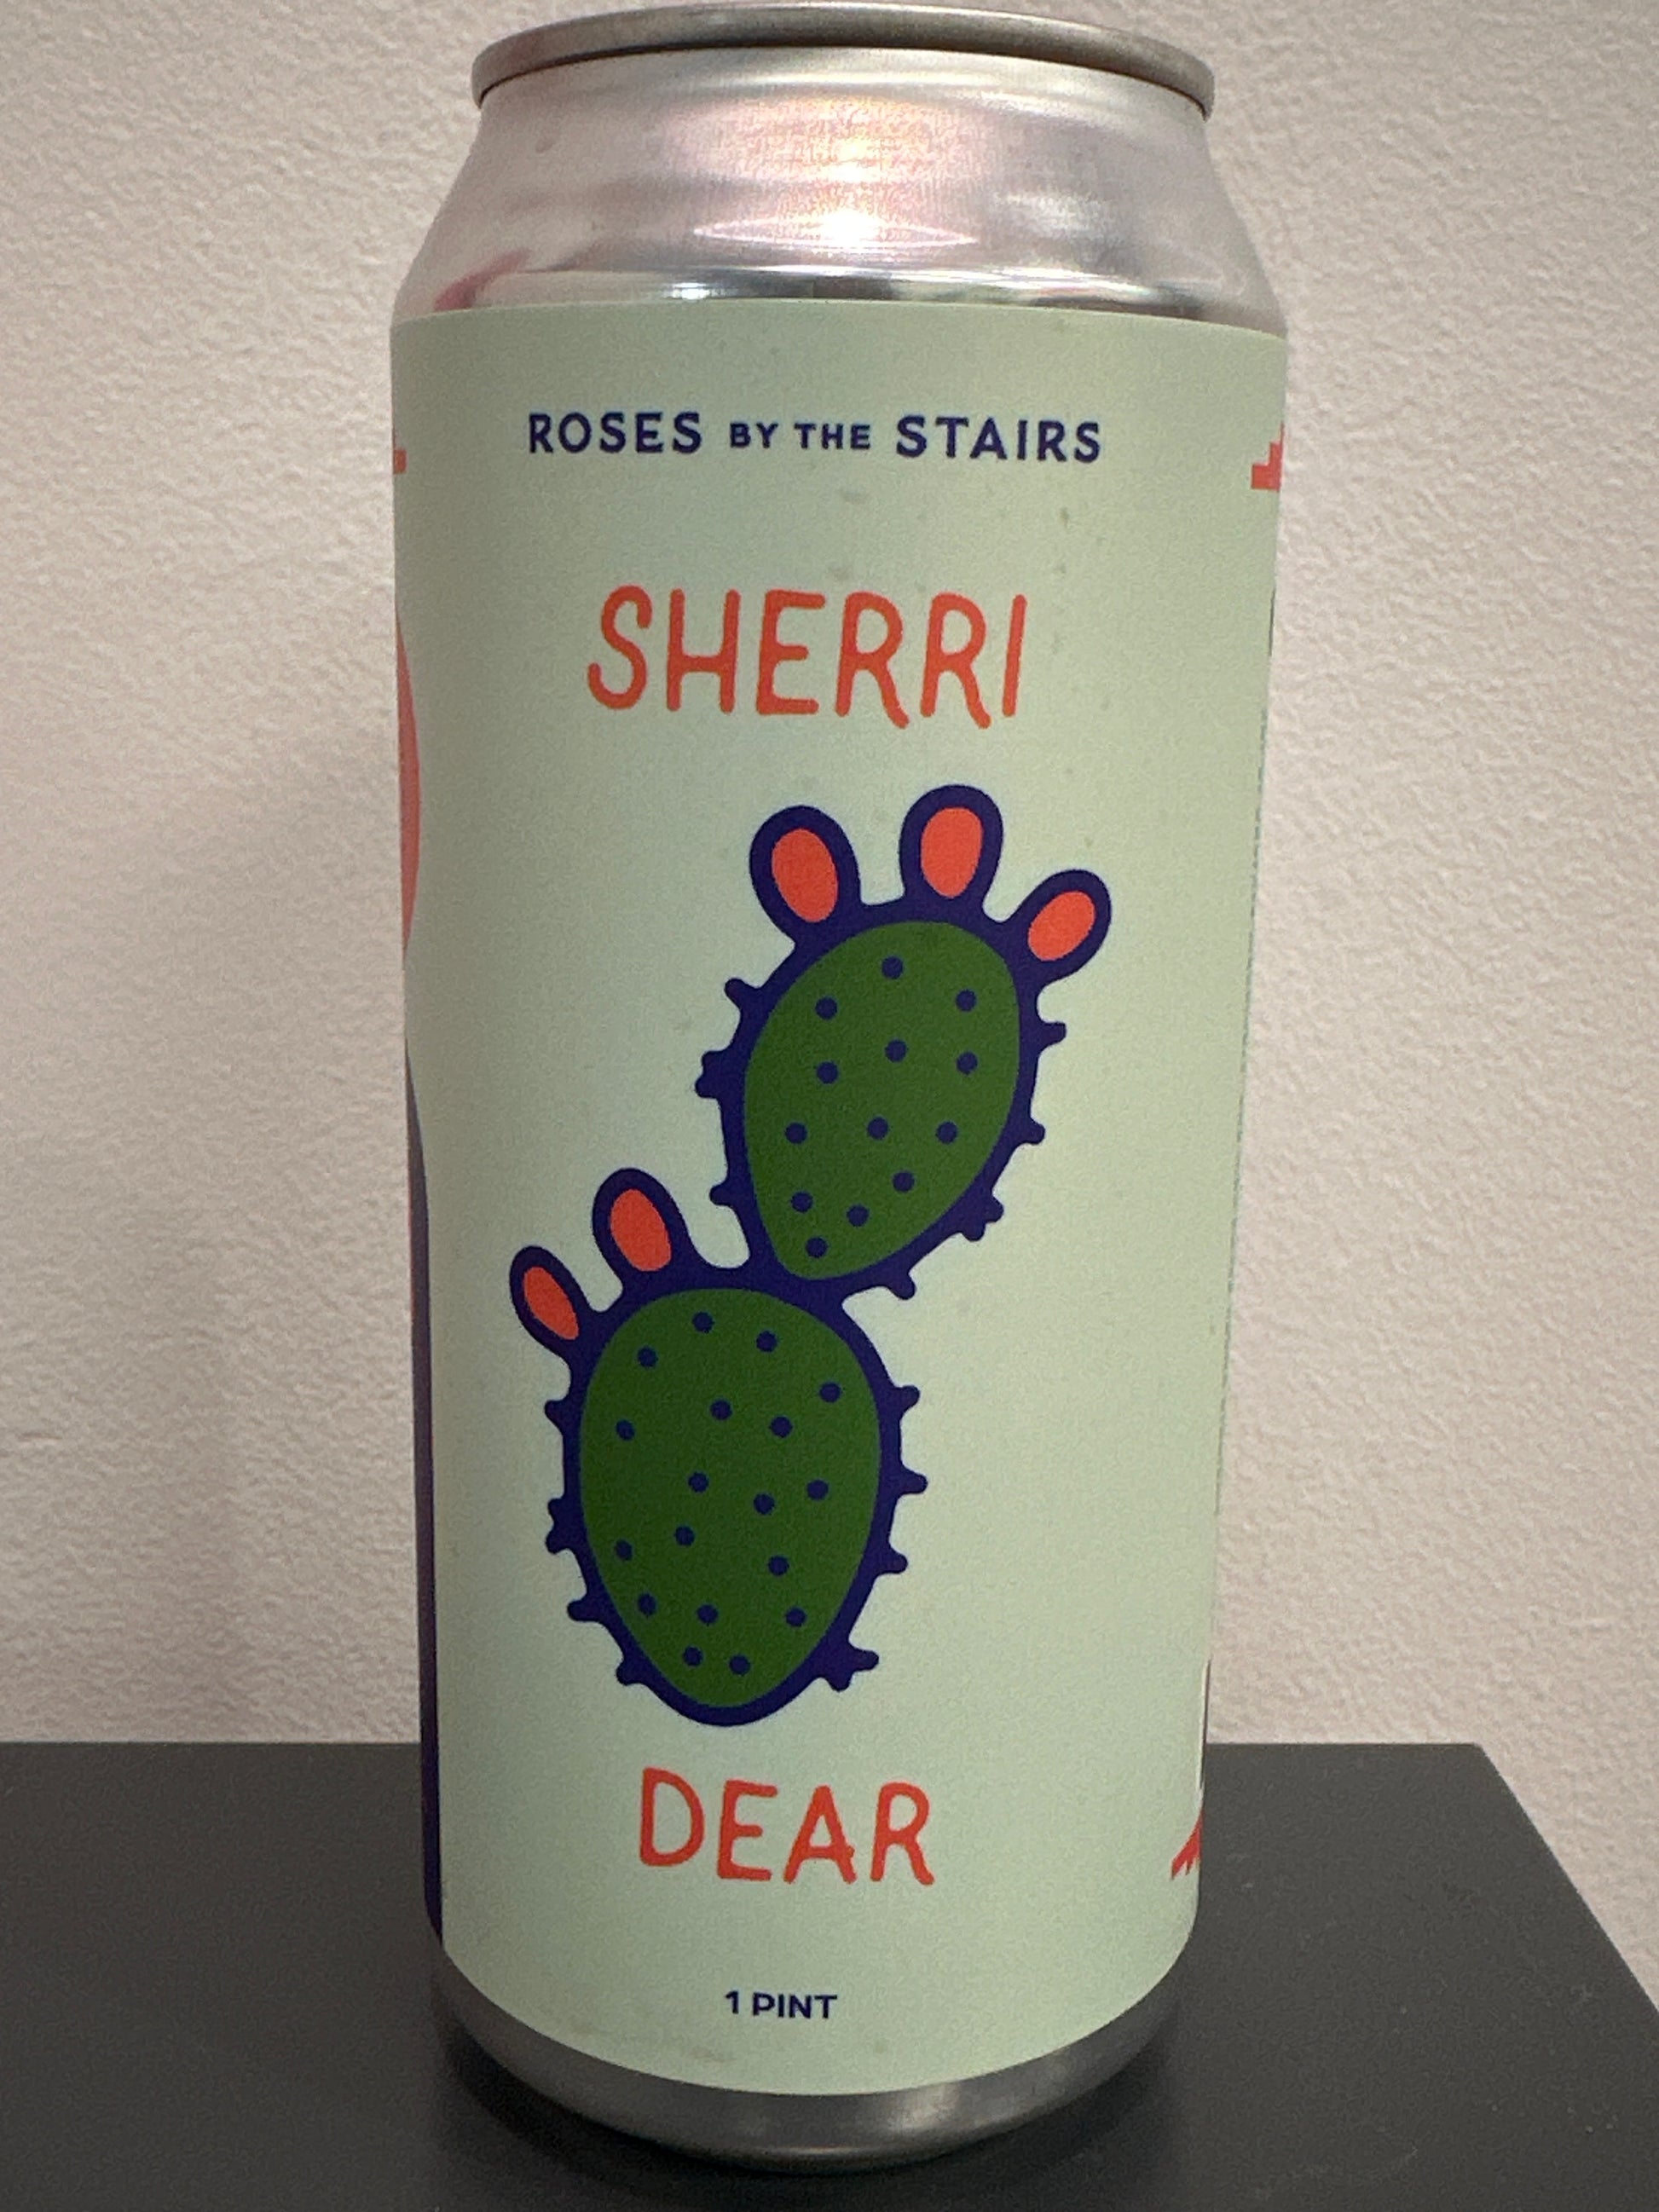 ROSES BY THE STAIRS
SHERRI
DEAR
1 PINT